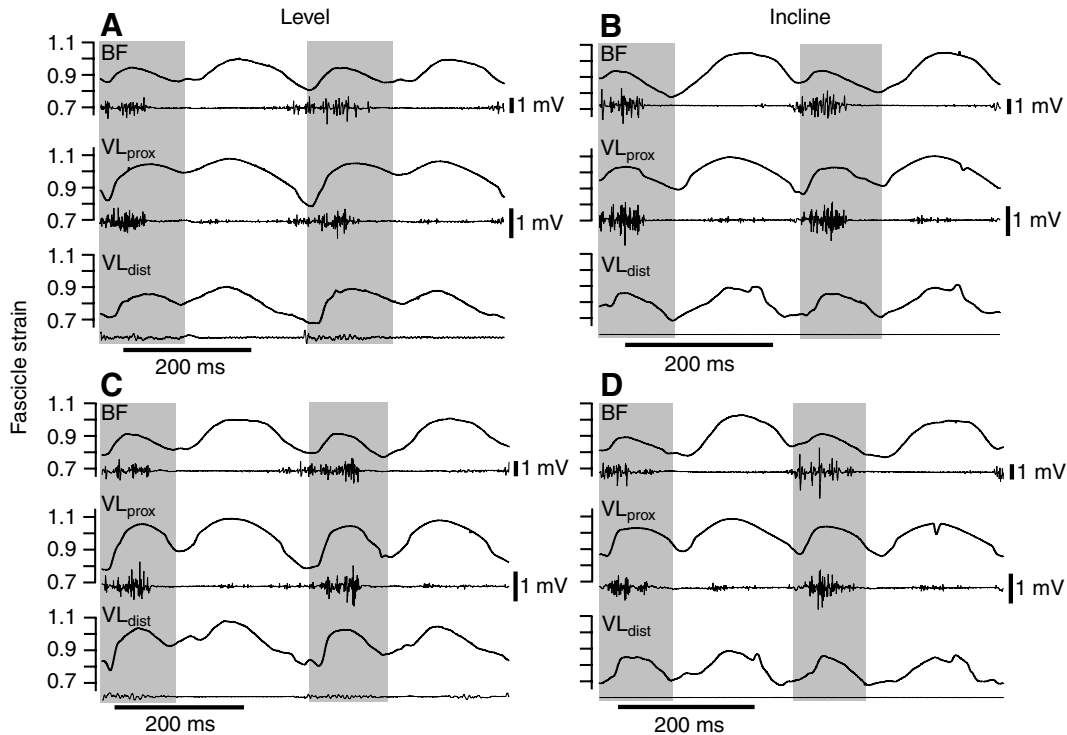 Level
Incline
A
B
1.1
BF
0.9
0.7
1 mV
BF
1 mV
1.1
VLprox
0.9
0.7
1 mV
VLprox
1 mV
1.1
VLdist
0.9
0.7
VLdist
200 ms
200 ms
Fascicle strain
C
D
1.1
BF
0.9
0.7
1 mV
BF
1 mV
1.1
VLprox
0.9
0.7
1 mV
VLprox
1 mV
1.1
VLdist
0.9
0.7
VLdist
200 ms
200 ms